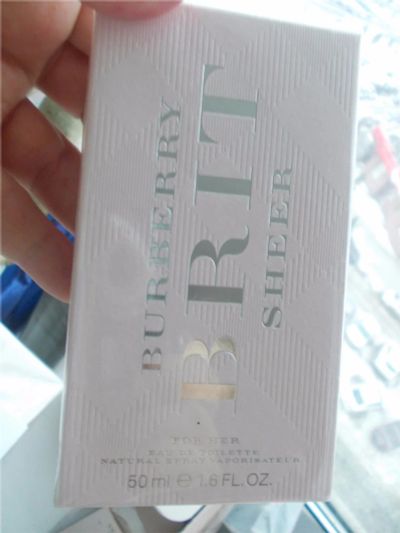 BURBERRY
BRIT
SHEER
FOR HER
EAU DE TOILETTE
NATURAL SPRAY VAPORISATEUR
50 ml ℮ 1.6 FL.OZ.